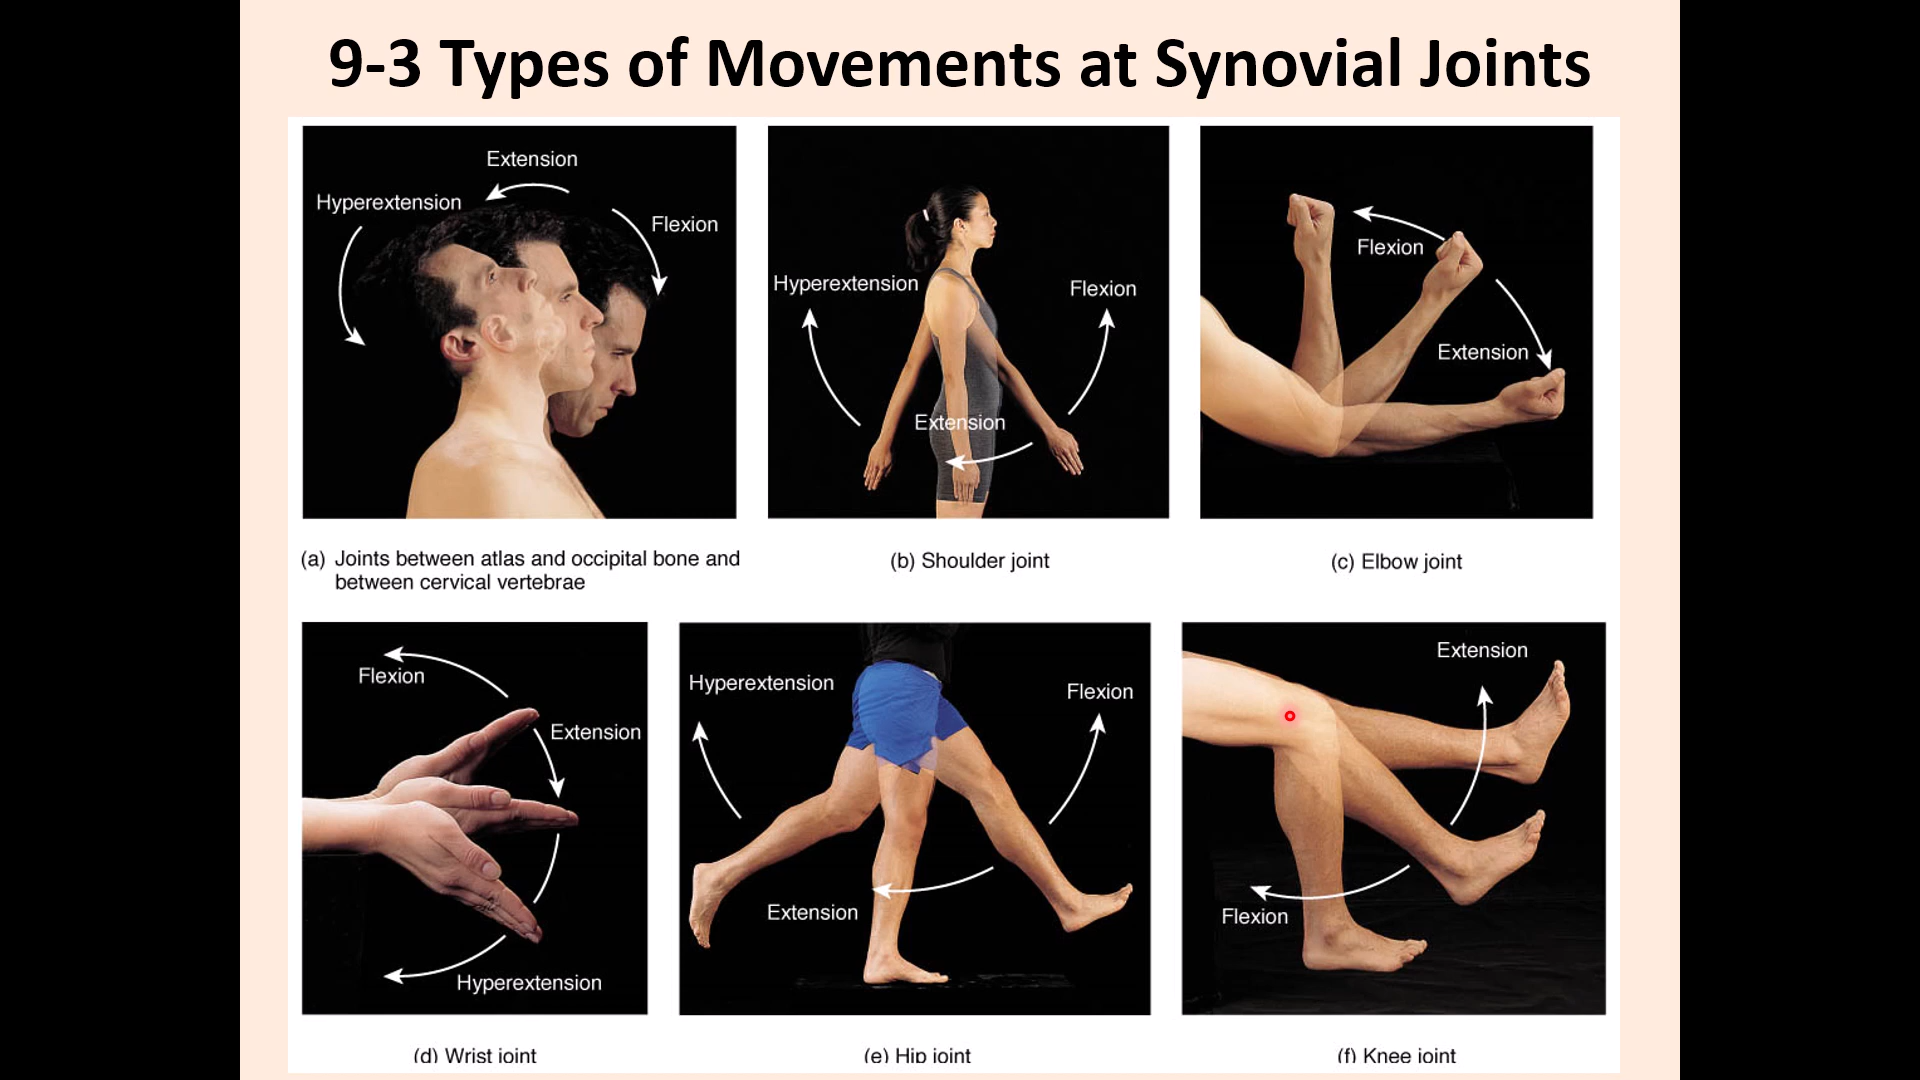 9-3 Types of Movements at Synovial Joints
Extension
Hyperextension
Flexion
Hyperextension
Flexion
Extension
Flexion
Extension
(a) Joints between atlas and occipital bone and
between cervical vertebrae
(b) Shoulder joint
(c) Elbow joint
Flexion
Extension
Hyperextension
Hyperextension
Flexion
Extension
Extension
Flexion
(d) Wrist joint
(e) Hip joint
(f) Knee joint